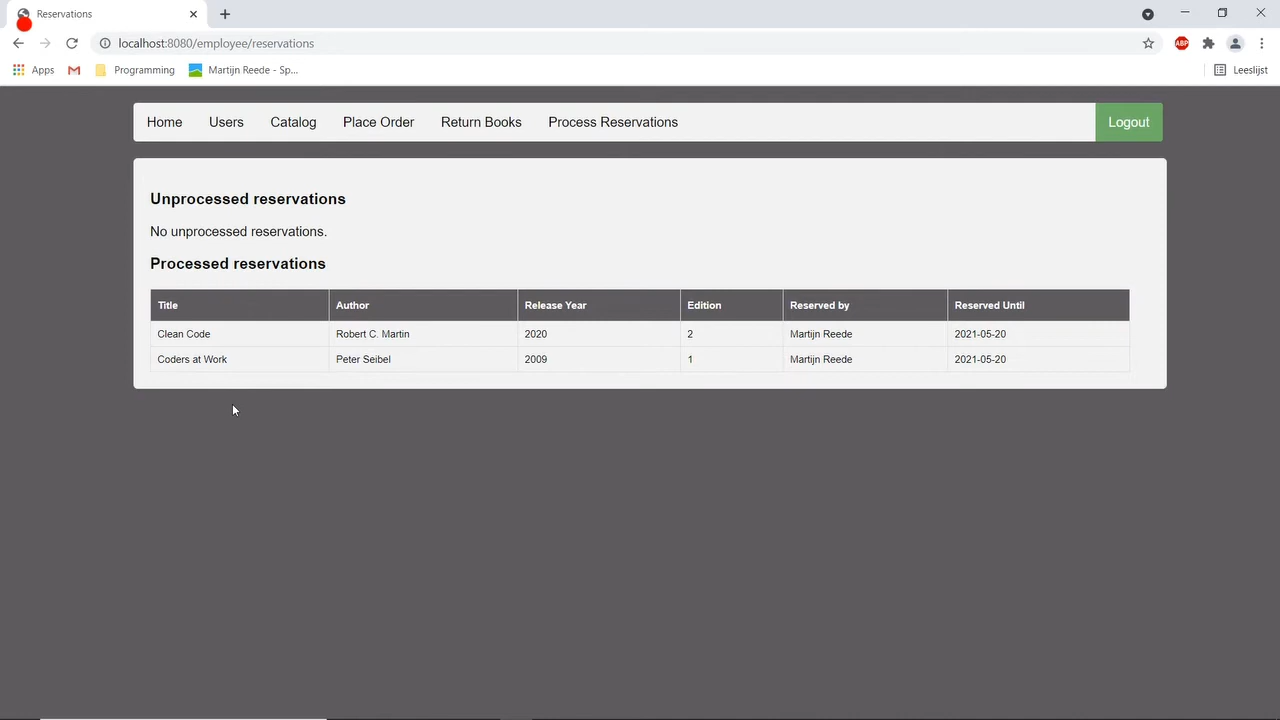 Reservations
localhost:8080/employee/reservations
ABP
Apps Programming Martijn Reede - Sp... Leeslijst
Home Users Catalog Place Order Return Books Process Reservations Logout
Unprocessed reservations
No unprocessed reservations.
Processed reservations
Title Author Release Year Edition Reserved by Reserved Until
Clean Code Robert C. Martin 2020 2 Martijn Reede 2021-05-20
Coders at Work Peter Seibel 2009 1 Martijn Reede 2021-05-20